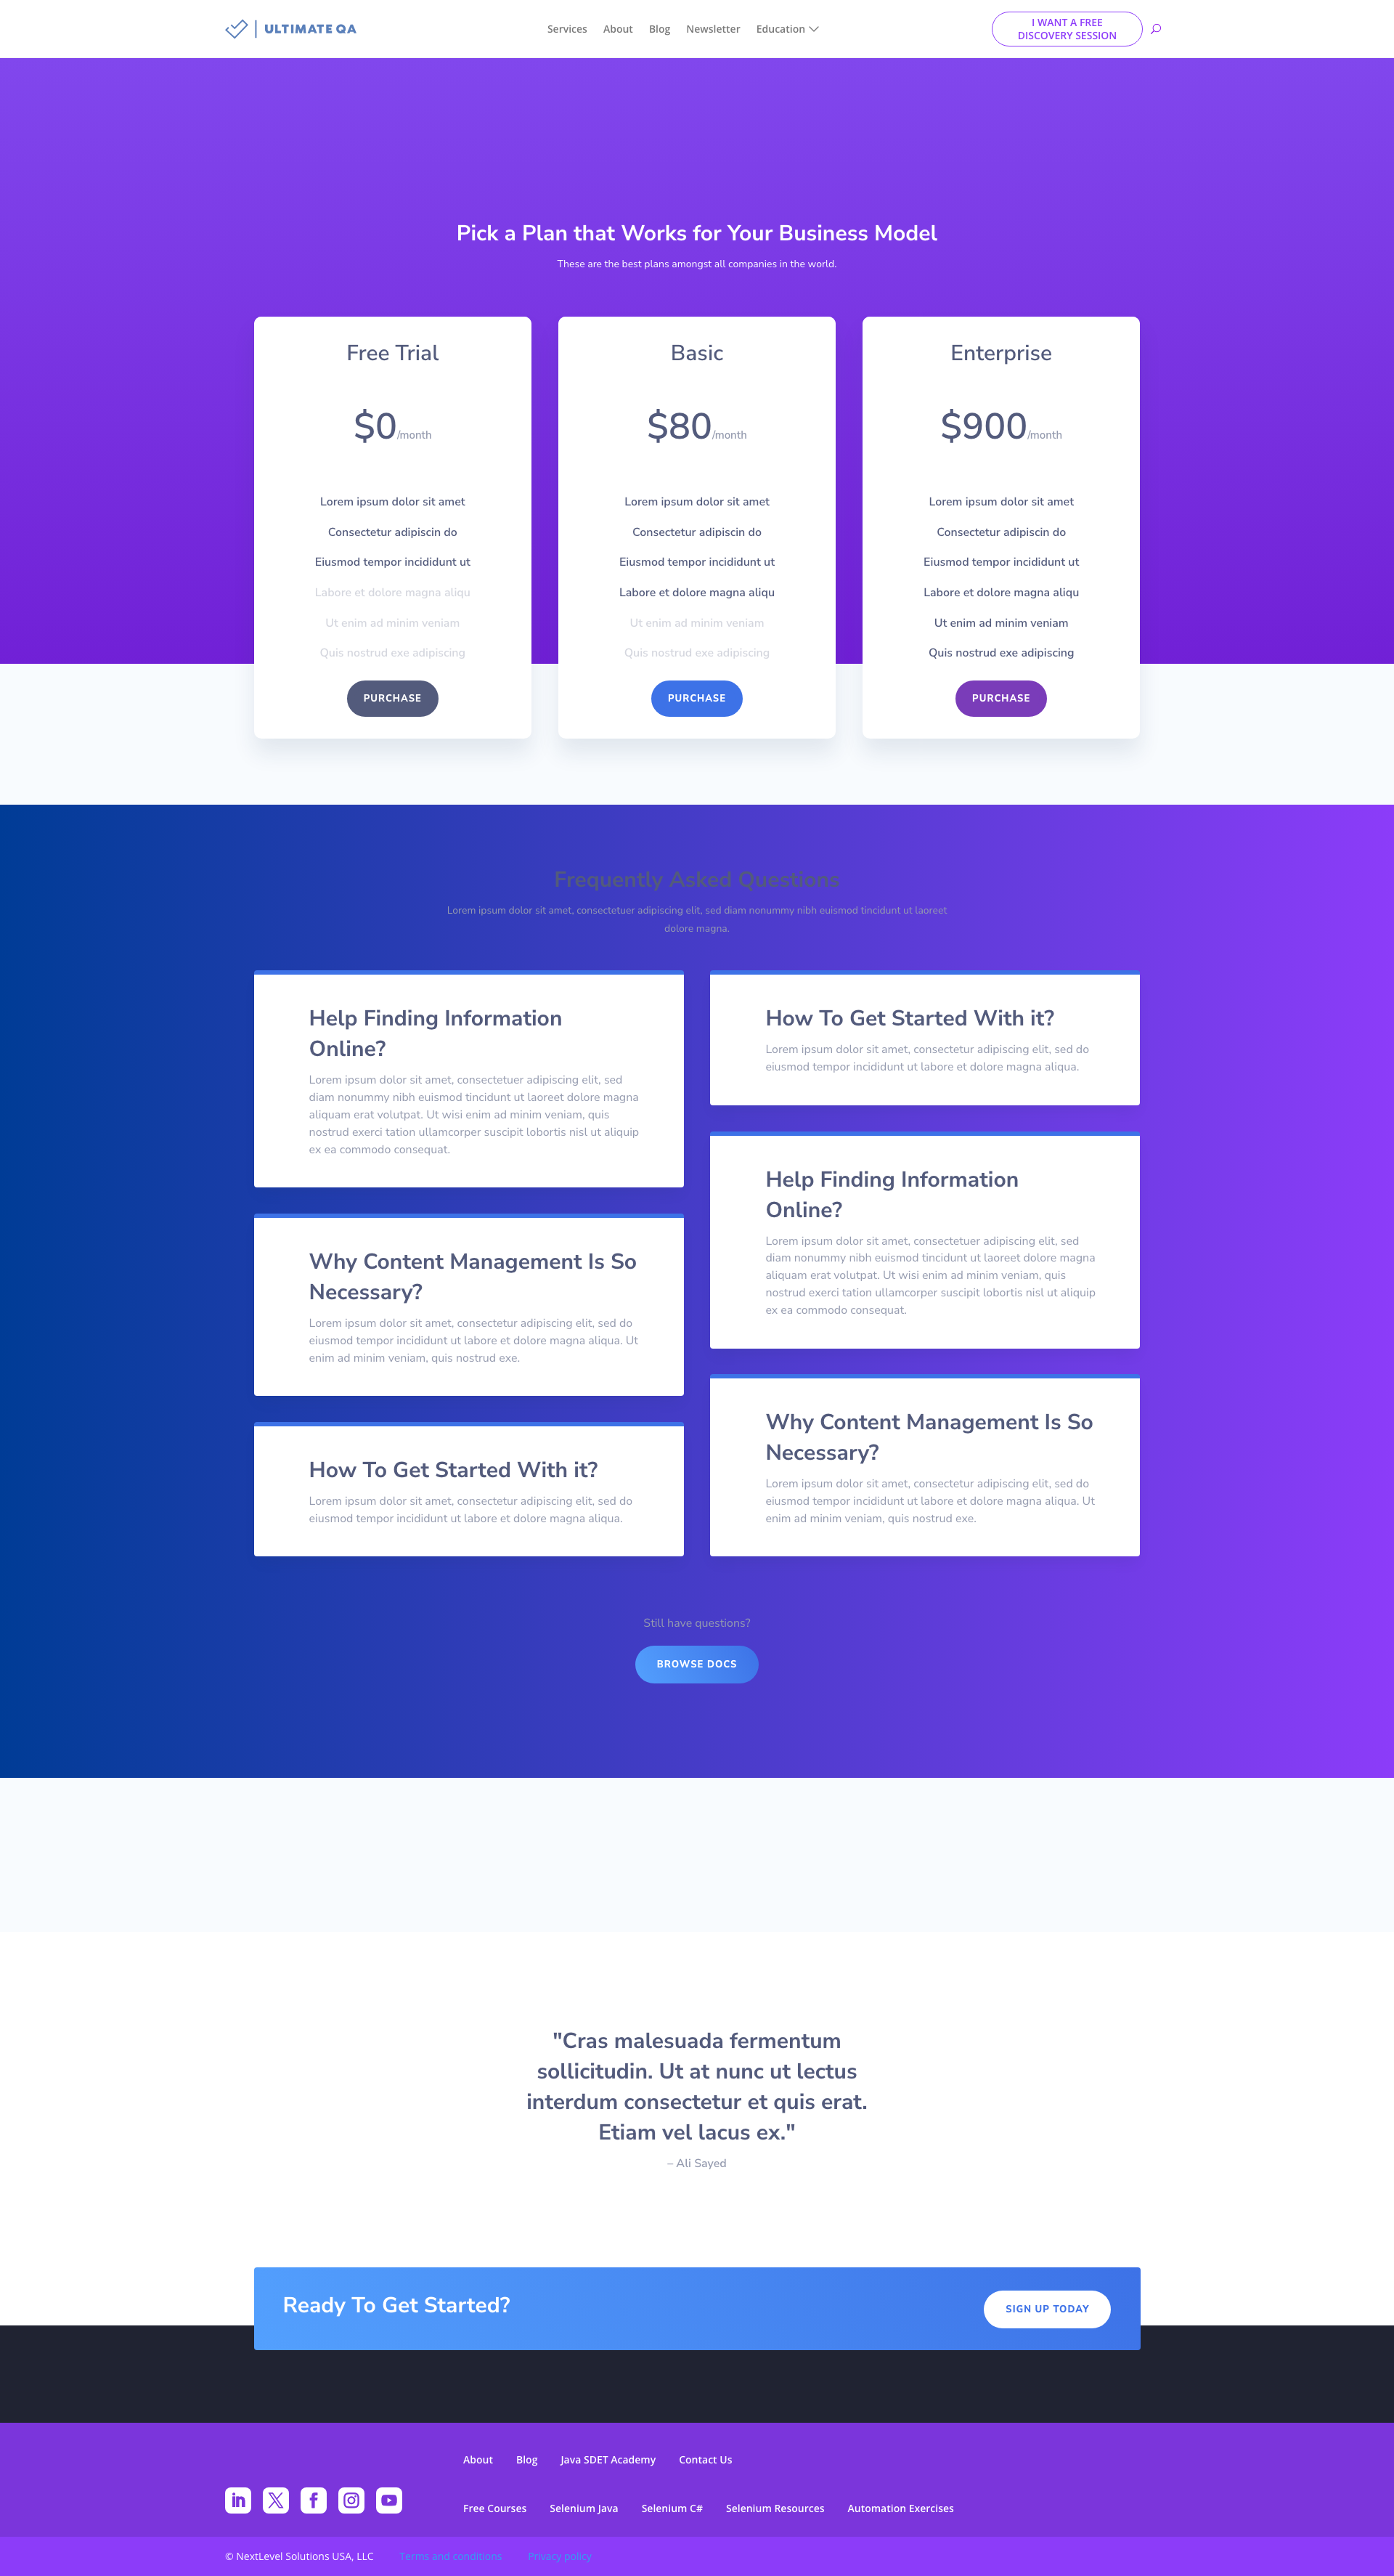 ULTIMATE QA
Services About Blog Newsletter Education
I WANT A FREE
DISCOVERY SESSION
Pick a Plan that Works for Your Business Model
These are the best plans amongst all companies in the world.
Free Trial
$0/month
Lorem ipsum dolor sit amet
Consectetur adipiscin do
Eiusmod tempor incididunt ut
Labore et dolore magna aliqu
Ut enim ad minim veniam
Quis nostrud exe adipiscing
PURCHASE
Basic
$80/month
Lorem ipsum dolor sit amet
Consectetur adipiscin do
Eiusmod tempor incididunt ut
Labore et dolore magna aliqu
Ut enim ad minim veniam
Quis nostrud exe adipiscing
PURCHASE
Enterprise
$900/month
Lorem ipsum dolor sit amet
Consectetur adipiscin do
Eiusmod tempor incididunt ut
Labore et dolore magna aliqu
Ut enim ad minim veniam
Quis nostrud exe adipiscing
PURCHASE
Frequently Asked Questions
Lorem ipsum dolor sit amet, consectetuer adipiscing elit, sed diam nonummy nibh euismod tincidunt ut laoreet
dolore magna.
Help Finding Information
Online?
Lorem ipsum dolor sit amet, consectetuer adipiscing elit, sed
diam nonummy nibh euismod tincidunt ut laoreet dolore magna
aliquam erat volutpat. Ut wisi enim ad minim veniam, quis
nostrud exerci tation ullamcorper suscipit lobortis nisl ut aliquip
ex ea commodo consequat.
Why Content Management Is So
Necessary?
Lorem ipsum dolor sit amet, consectetur adipiscing elit, sed do
eiusmod tempor incididunt ut labore et dolore magna aliqua. Ut
enim ad minim veniam, quis nostrud exe.
How To Get Started With it?
Lorem ipsum dolor sit amet, consectetur adipiscing elit, sed do
eiusmod tempor incididunt ut labore et dolore magna aliqua.
How To Get Started With it?
Lorem ipsum dolor sit amet, consectetur adipiscing elit, sed do
eiusmod tempor incididunt ut labore et dolore magna aliqua.
Help Finding Information
Online?
Lorem ipsum dolor sit amet, consectetuer adipiscing elit, sed
diam nonummy nibh euismod tincidunt ut laoreet dolore magna
aliquam erat volutpat. Ut wisi enim ad minim veniam, quis
nostrud exerci tation ullamcorper suscipit lobortis nisl ut aliquip
ex ea commodo consequat.
Why Content Management Is So
Necessary?
Lorem ipsum dolor sit amet, consectetur adipiscing elit, sed do
eiusmod tempor incididunt ut labore et dolore magna aliqua. Ut
enim ad minim veniam, quis nostrud exe.
Still have questions?
BROWSE DOCS
"Cras malesuada fermentum
sollicitudin. Ut at nunc ut lectus
interdum consectetur et quis erat.
Etiam vel lacus ex."
– Ali Sayed
Ready To Get Started?
SIGN UP TODAY
About Blog Java SDET Academy Contact Us
Free Courses Selenium Java Selenium C# Selenium Resources Automation Exercises
© NextLevel Solutions USA, LLC Terms and conditions Privacy policy